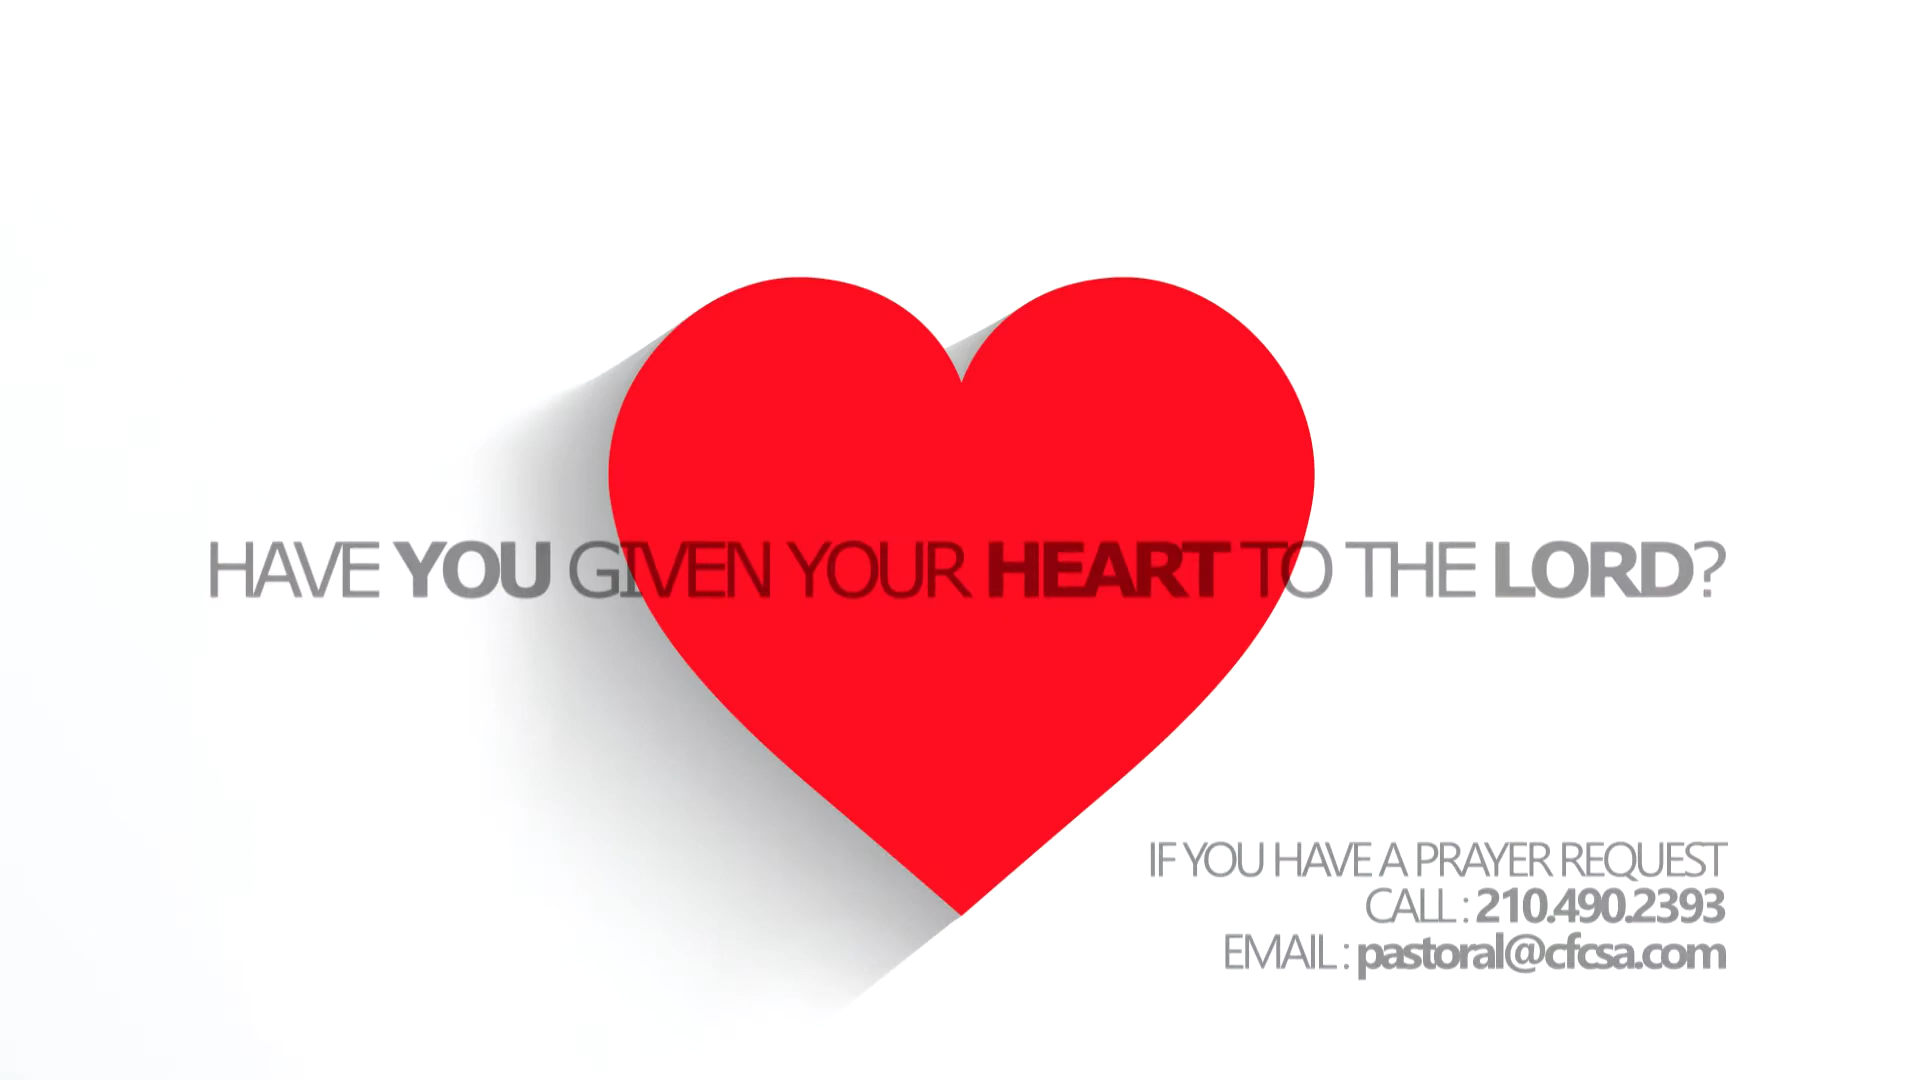 HAVE YOU GIVEN YOUR HEART TO THE LORD?
IF YOU HAVE A PRAYER REQUEST
CALL : 210.490.2393
EMAIL : pastoral@cfcsa.com